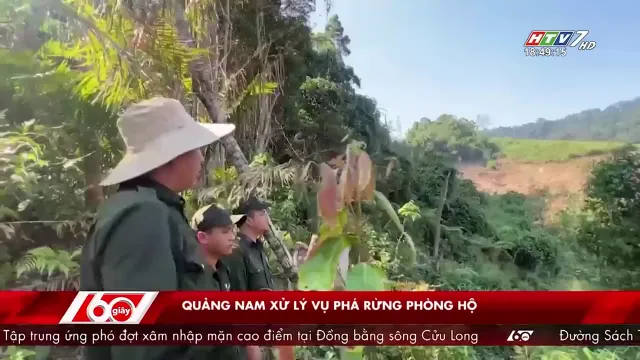 HTV7 HD
18:49:15
60 giây
QUẢNG NAM XỬ LÝ VỤ PHÁ RỪNG PHÒNG HỘ
Tập trung ứng phó đợt xâm nhập mặn cao điểm tại Đồng bằng sông Cửu Long
60
Đường Sách